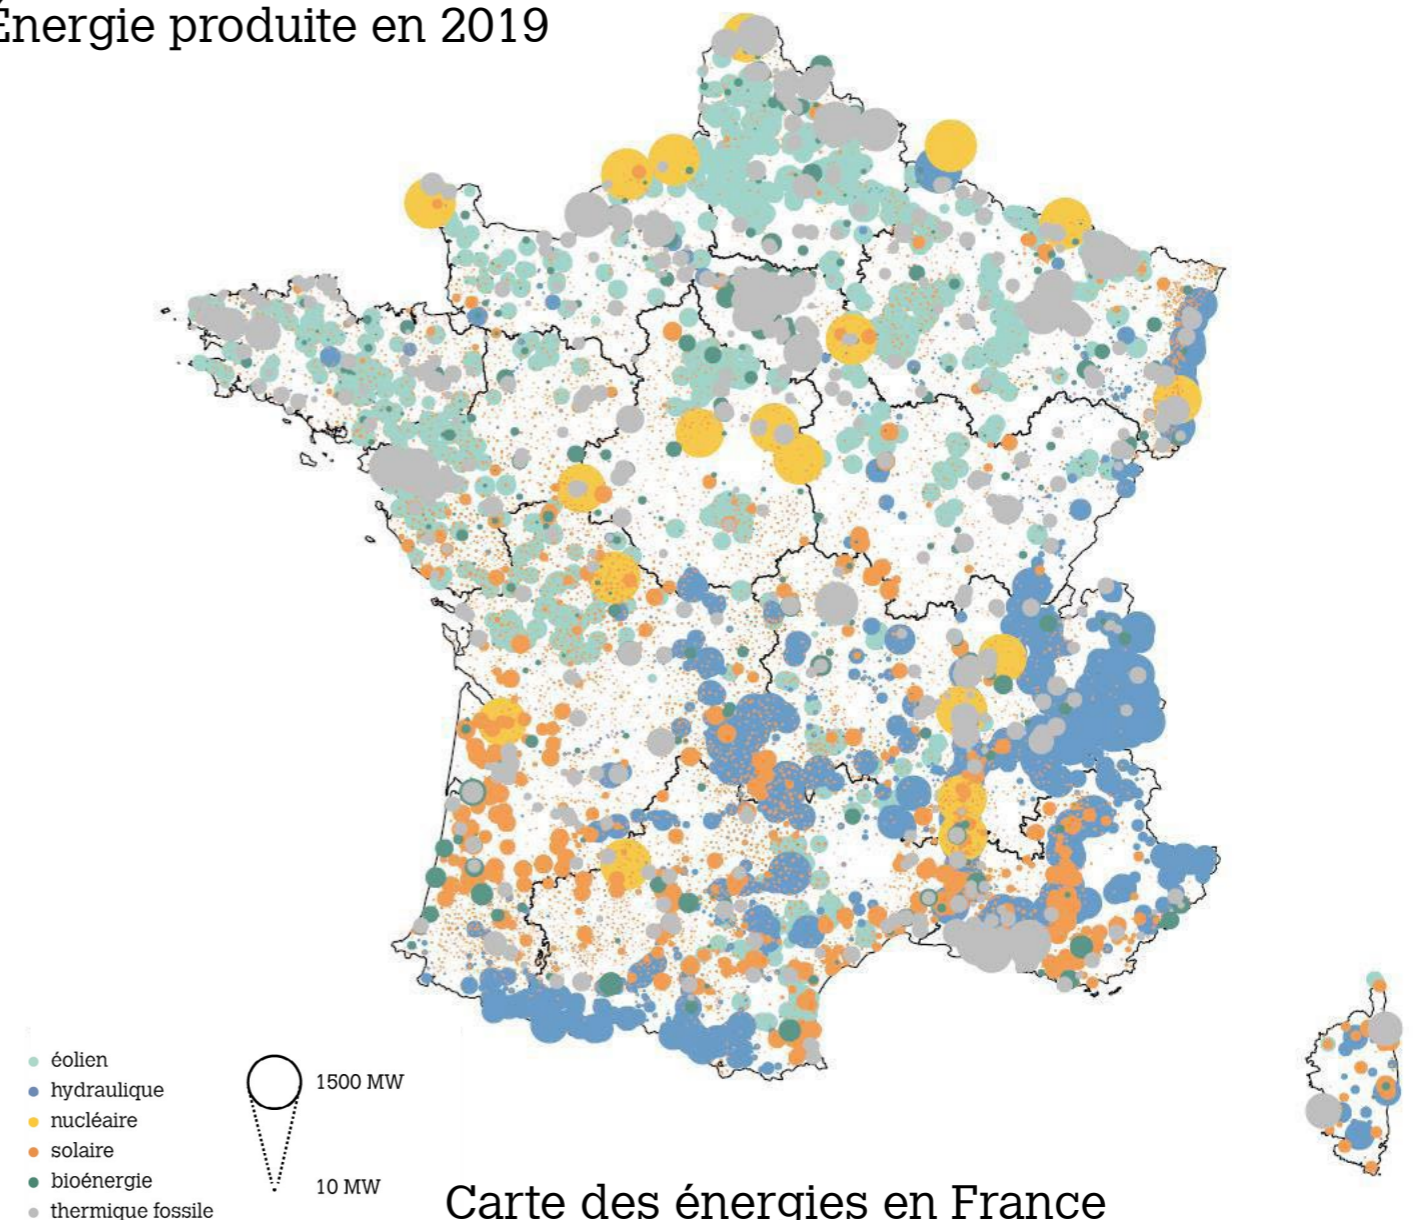 Énergie produite en 2019
éolien
hydraulique
nucléaire
solaire
bioénergie
thermique fossile
1500 MW
10 MW
Carte des énergies en France